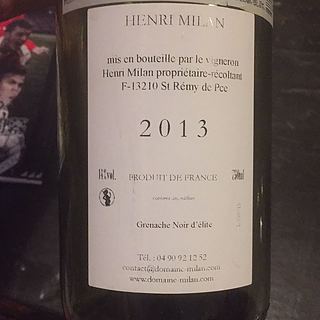 HENRI MILAN
mis en bouteille par le vigneron
Henri Milan propriétaire-récoltant
F-13210 St Rémy de Pce
2013
PRODUIT DE FRANCE
750ml
Grenache Noir d'élite
Tél. : 04 90 92 12 52
contact@domaine-milan.com
www.domaine-milan.com